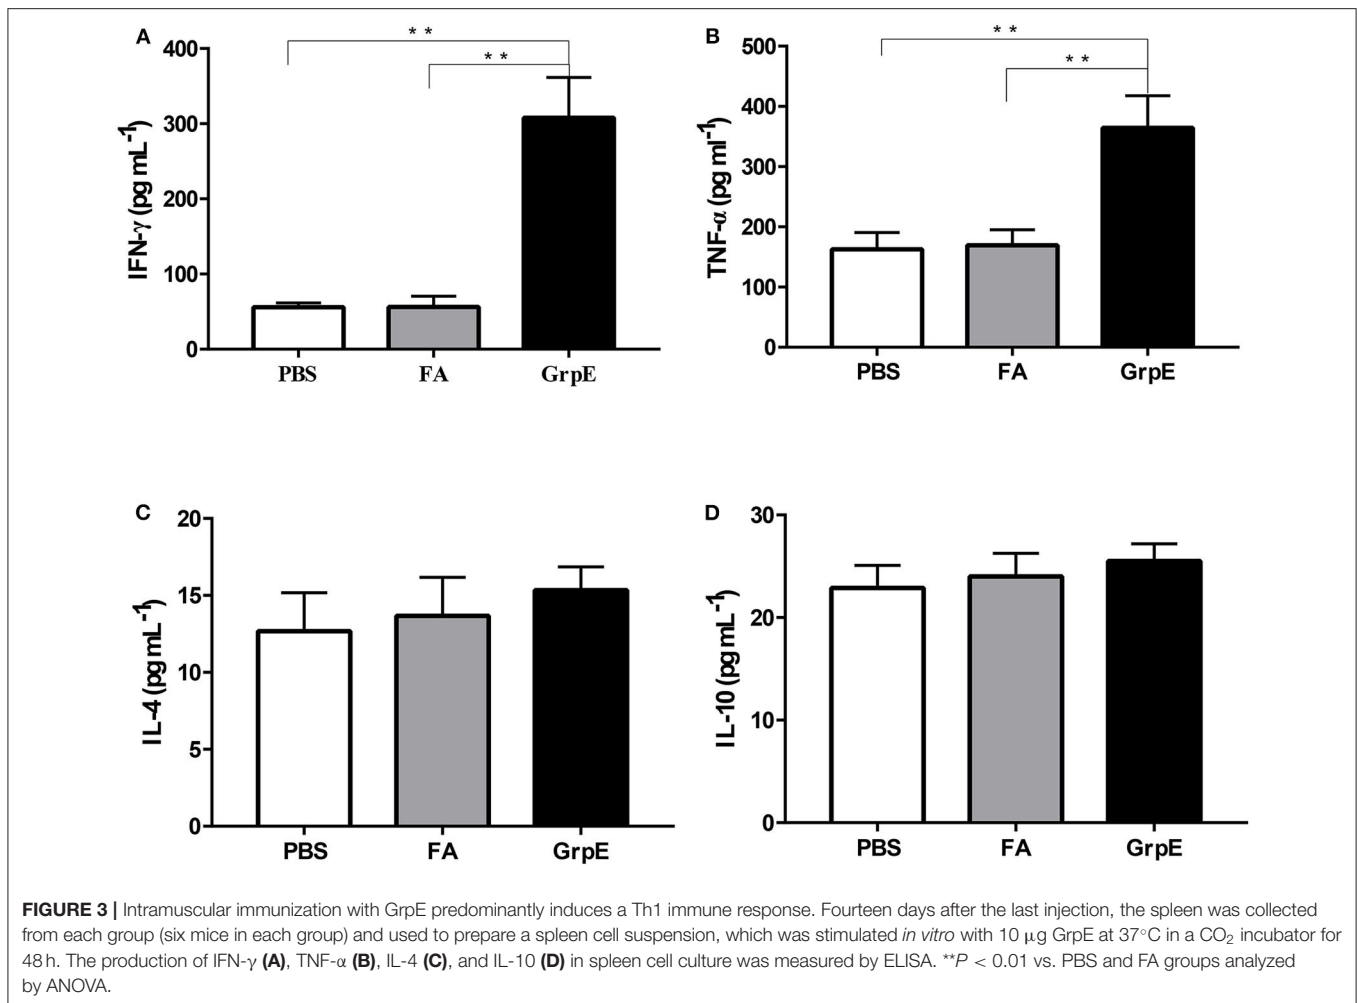 A
400
300
200
100
0
IFN-γ (pg mL⁻¹)
* *
* *
PBS FA GrpE
B
500
400
300
200
100
0
TNF-α (pg ml⁻¹)
* *
* *
PBS FA GrpE
C
20
15
10
5
0
IL-4 (pg mL⁻¹)
PBS FA GrpE
D
30
20
10
0
IL-10 (pg mL⁻¹)
PBS FA GrpE
FIGURE 3 | Intramuscular immunization with GrpE predominantly induces a Th1 immune response. Fourteen days after the last injection, the spleen was collected
from each group (six mice in each group) and used to prepare a spleen cell suspension, which was stimulated in vitro with 10 μg GrpE at 37°C in a CO₂ incubator for
48 h. The production of IFN-γ (A), TNF-α (B), IL-4 (C), and IL-10 (D) in spleen cell culture was measured by ELISA. **P < 0.01 vs. PBS and FA groups analyzed
by ANOVA.